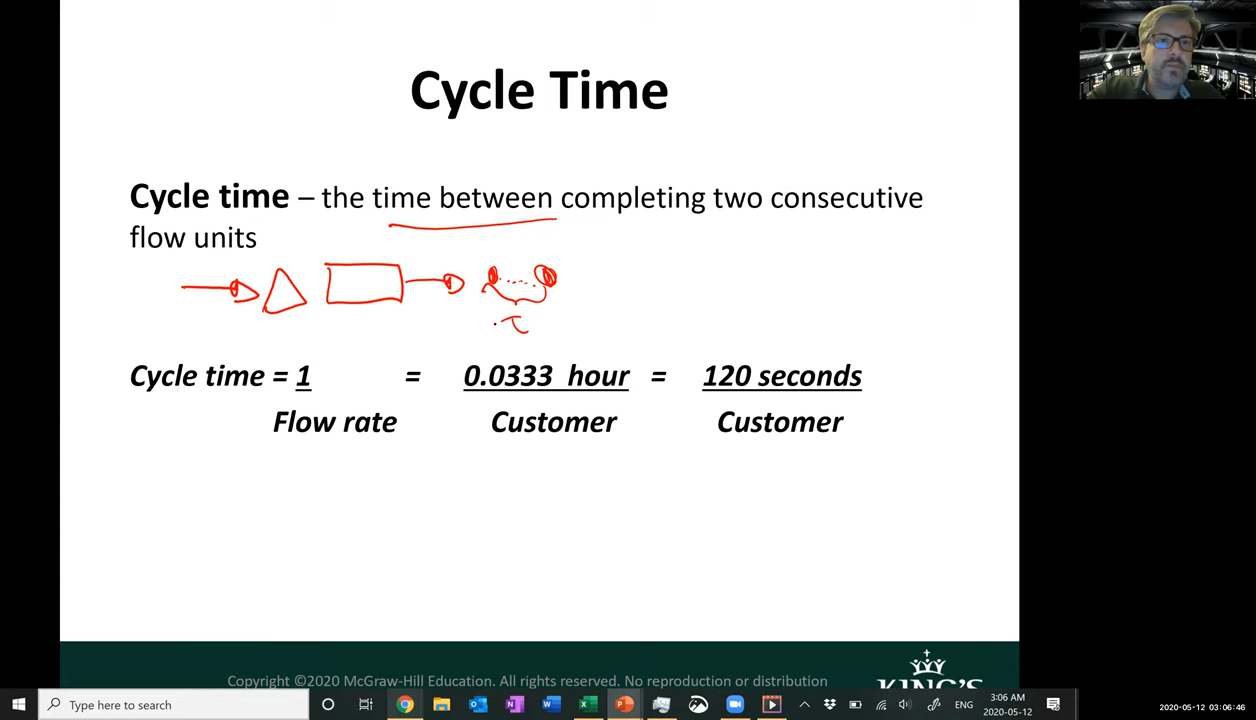 Cycle Time
Cycle time – the time between completing two consecutive
flow units
τ
Cycle time = 1 = 0.0333 hour = 120 seconds
Flow rate Customer Customer
Copyright ©2020 McGraw-Hill Education. All rights reserved. No reproduction or distribution
KING'S
Type here to search
ENG
3:06 AM
2020-05-12
2020-05-12 03:06:46